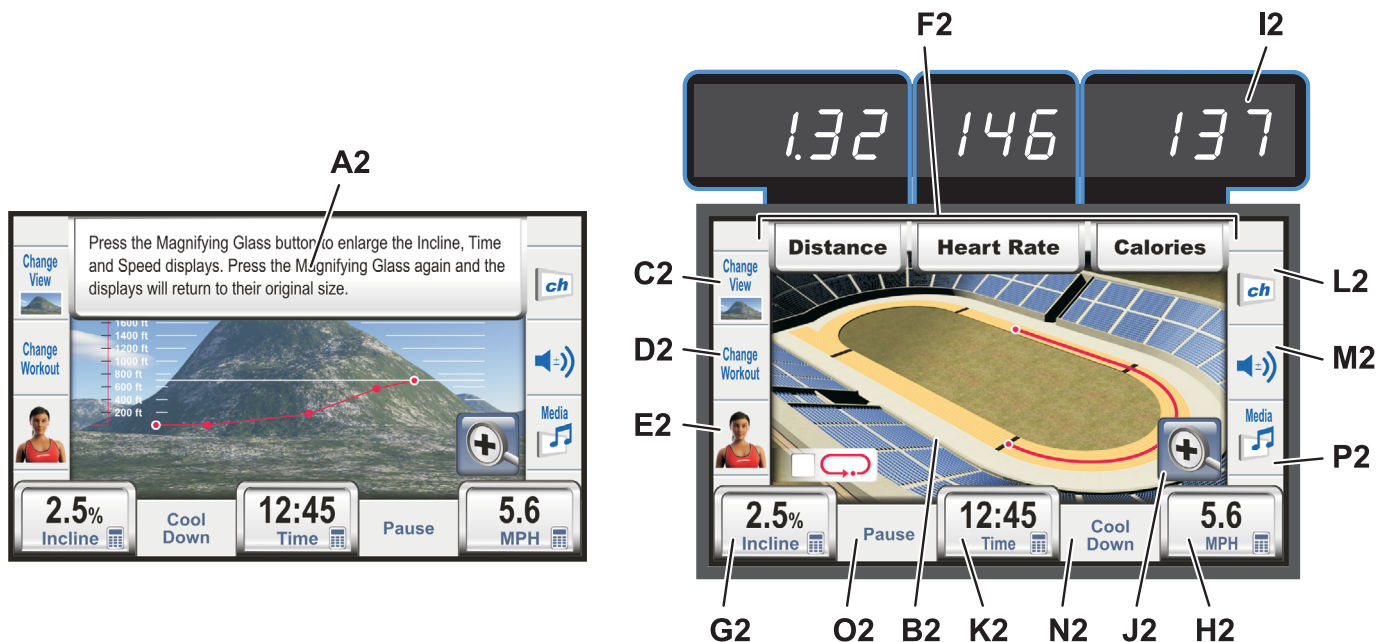 F2
I2
1.32
146
137
A2
Press the Magnifying Glass button to enlarge the Incline, Time
and Speed displays. Press the Magnifying Glass again and the
displays will return to their original size.
Change
View
ch
1600 ft
1400 ft
1200 ft
1000 ft
800 ft
600 ft
400 ft
200 ft
Change
Workout
Media
2.5%
Incline
Cool
Down
12:45
Time
Pause
5.6
MPH
Distance
Heart Rate
Calories
C2
Change
View
ch
L2
D2
Change
Workout
M2
E2
Media
P2
2.5%
Incline
Pause
12:45
Time
Cool
Down
5.6
MPH
G2
O2
B2
K2
N2
J2
H2